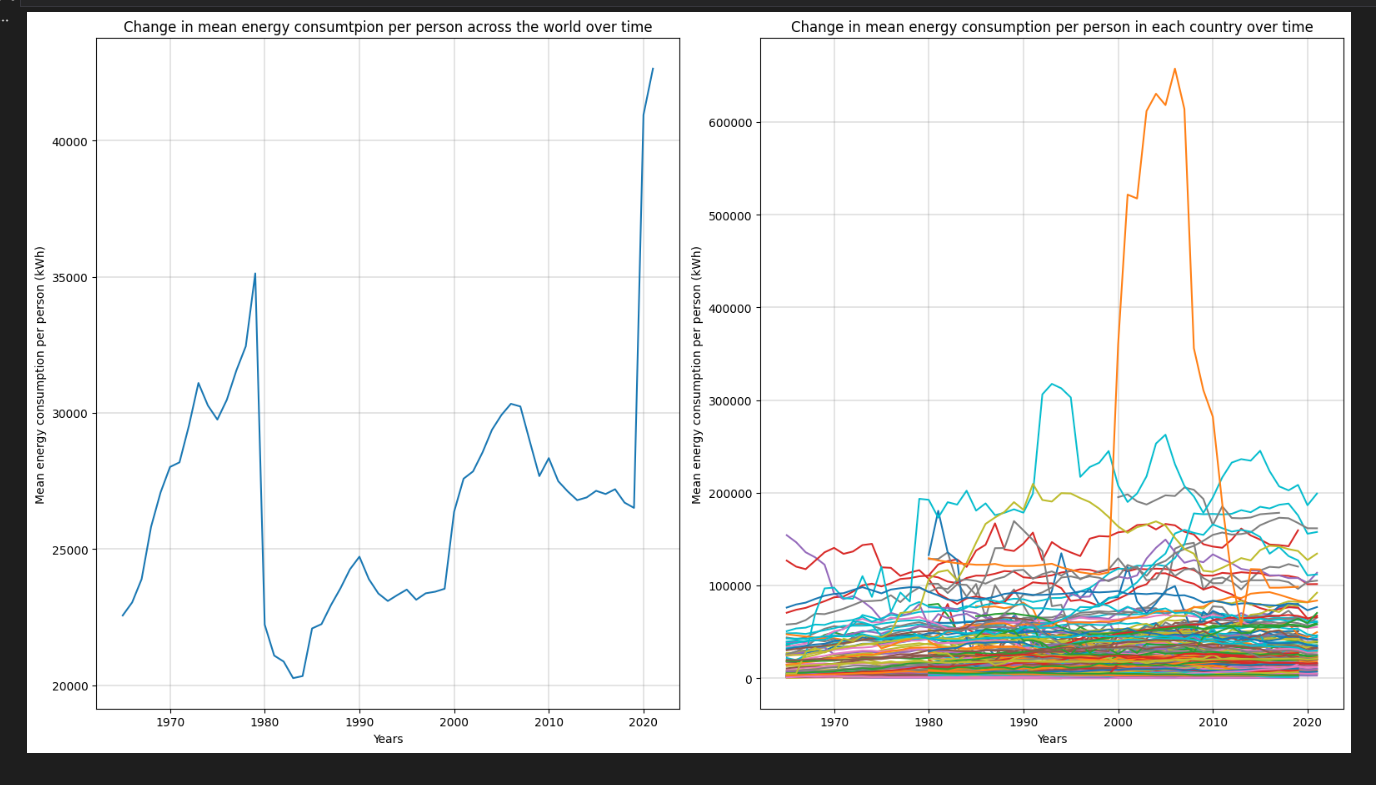 Change in mean energy consumtpion per person across the world over time
Mean energy consumption per person (kWh)
40000
35000
30000
25000
20000
1970 1980 1990 2000 2010 2020
Years
Change in mean energy consumption per person in each country over time
Mean energy consumption per person (kWh)
600000
500000
400000
300000
200000
100000
0
1970 1980 1990 2000 2010 2020
Years